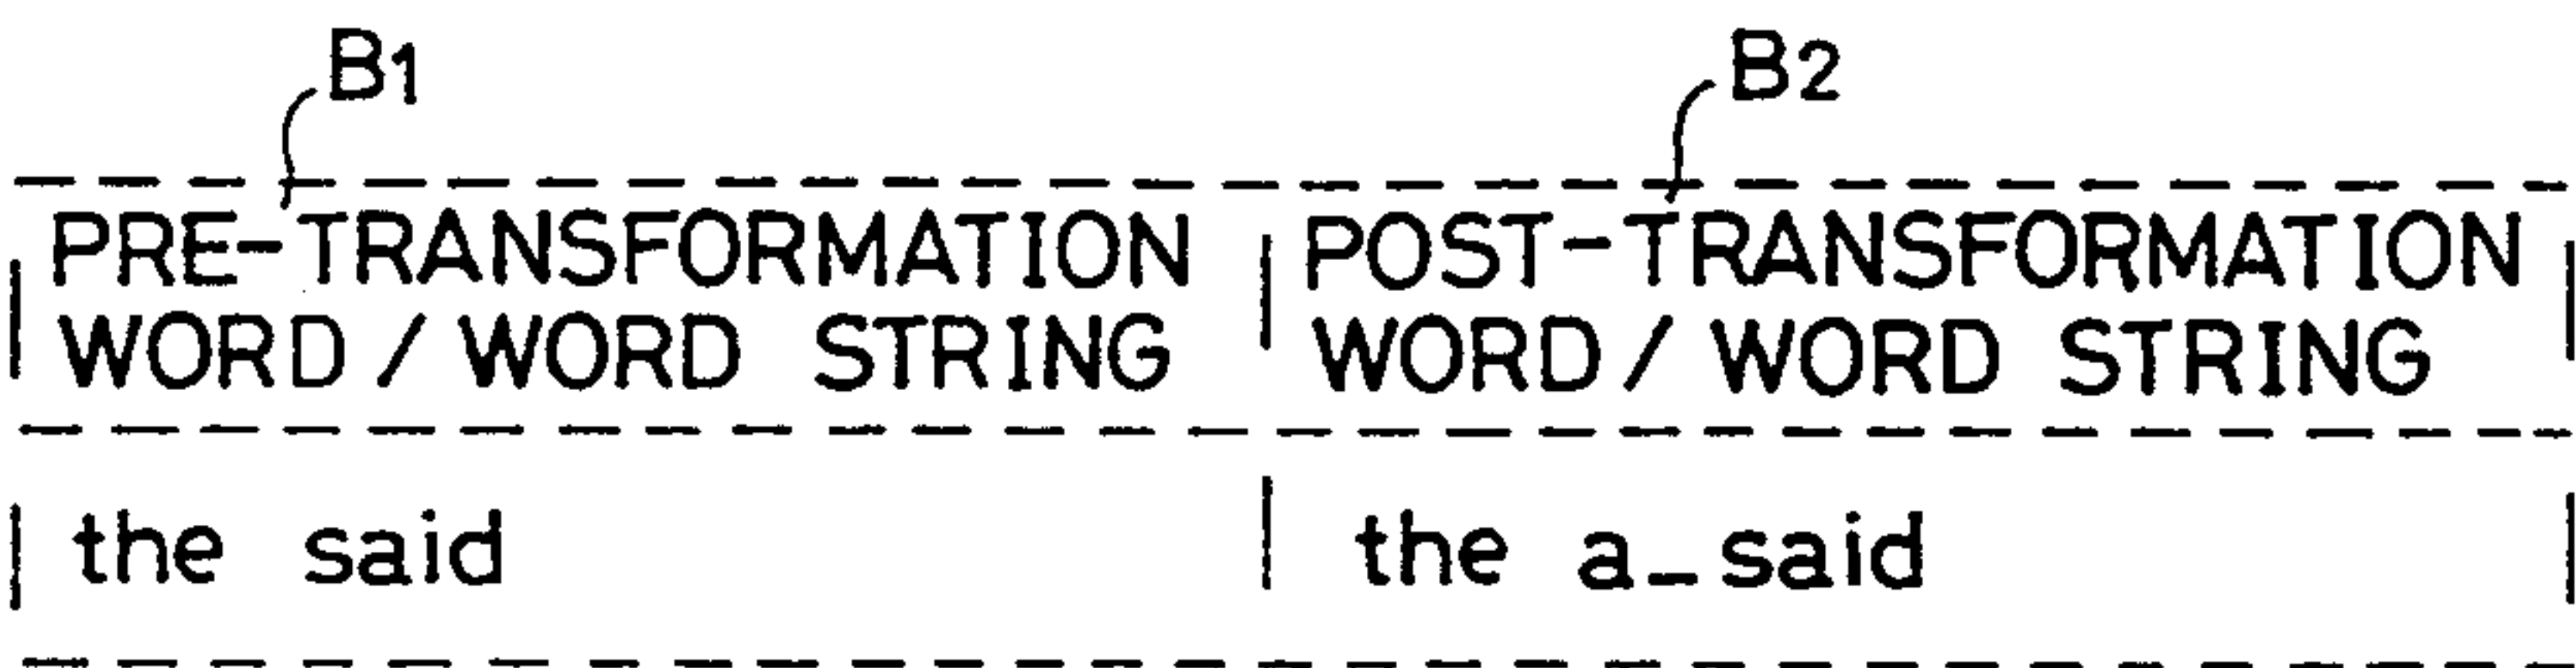 B1 B2
PRE-TRANSFORMATION POST-TRANSFORMATION
WORD/WORD STRING WORD/WORD STRING
the said the a_said